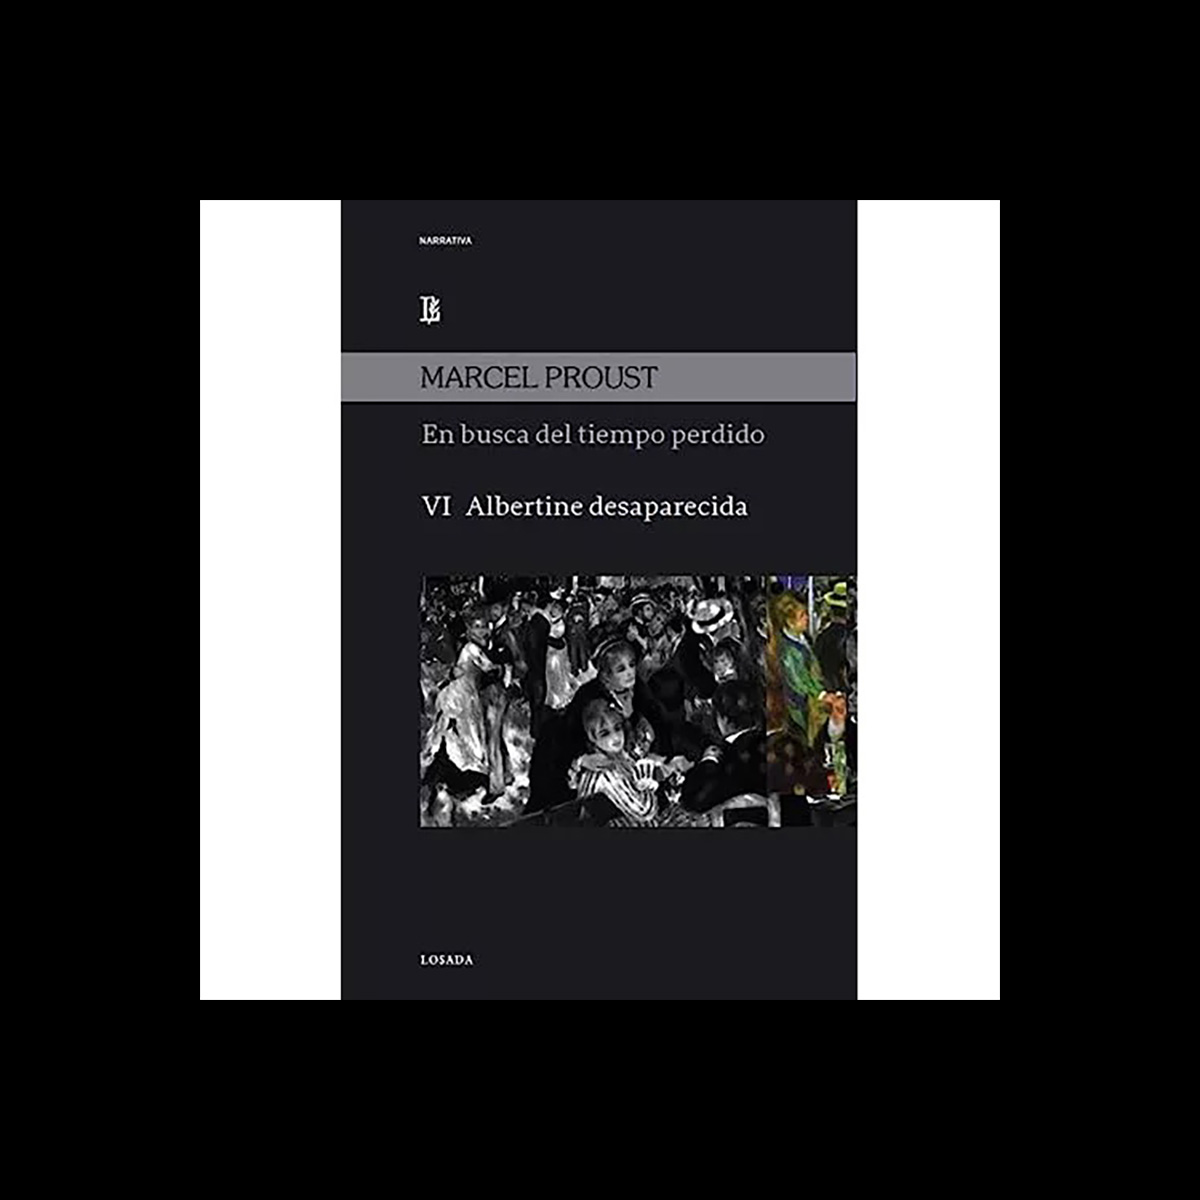 NARRATIVA
MARCEL PROUST
En busca del tiempo perdido
VI Albertine desaparecida
LOSADA